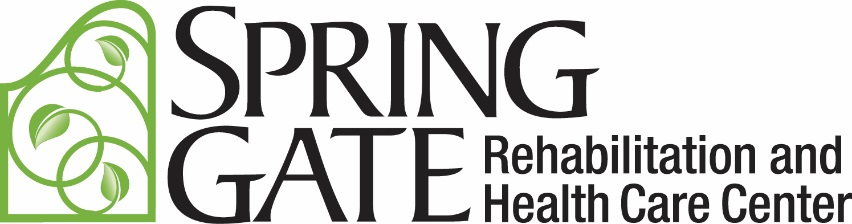 SPRING
GATE
Rehabilitation and
Health Care Center